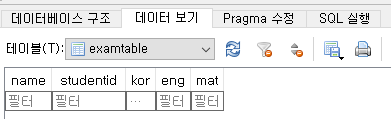 데이터베이스 구조 데이터 보기 Pragma 수정 SQL 실행
테이블(T): examtable
name studentid kor eng mat
필터 필터 ... 필터 필터